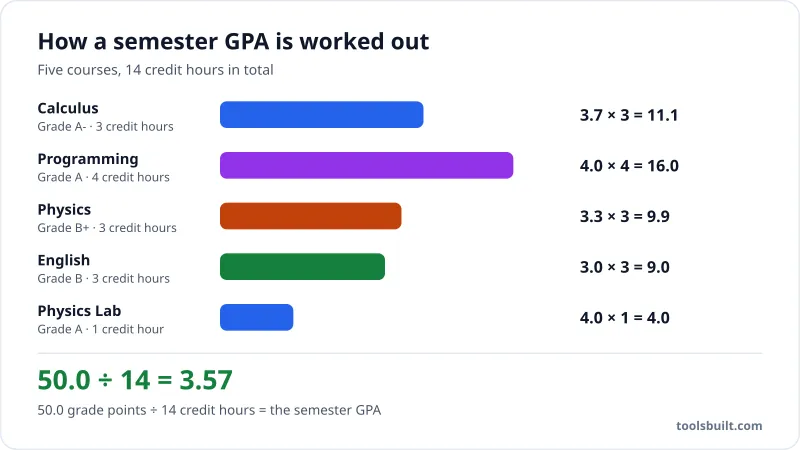 How a semester GPA is worked out
Five courses, 14 credit hours in total
Calculus
Grade A- · 3 credit hours
3.7 × 3 = 11.1
Programming
Grade A · 4 credit hours
4.0 × 4 = 16.0
Physics
Grade B+ · 3 credit hours
3.3 × 3 = 9.9
English
Grade B · 3 credit hours
3.0 × 3 = 9.0
Physics Lab
Grade A · 1 credit hour
4.0 × 1 = 4.0
50.0 ÷ 14 = 3.57
50.0 grade points ÷ 14 credit hours = the semester GPA
toolsbuilt.com